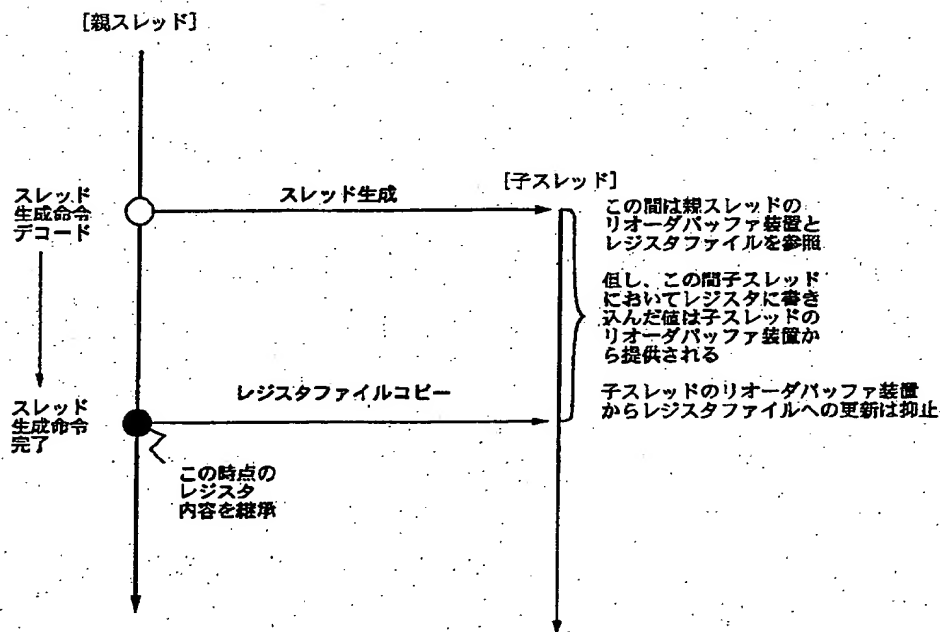 [親スレッド]
スレッド
生成命令
デコード
スレッド生成
[子スレッド]
この間は親スレッドの
リオーダバッファ装置と
レジスタファイルを参照
但し、この間子スレッド
においてレジスタに書き
込んだ値は子スレッドの
リオーダバッファ装置か
ら提供される
レジスタファイルコピー
子スレッドのリオーダバッファ装置
からレジスタファイルへの更新は抑止
スレッド
生成命令
完了
この時点の
レジスタ
内容を継承